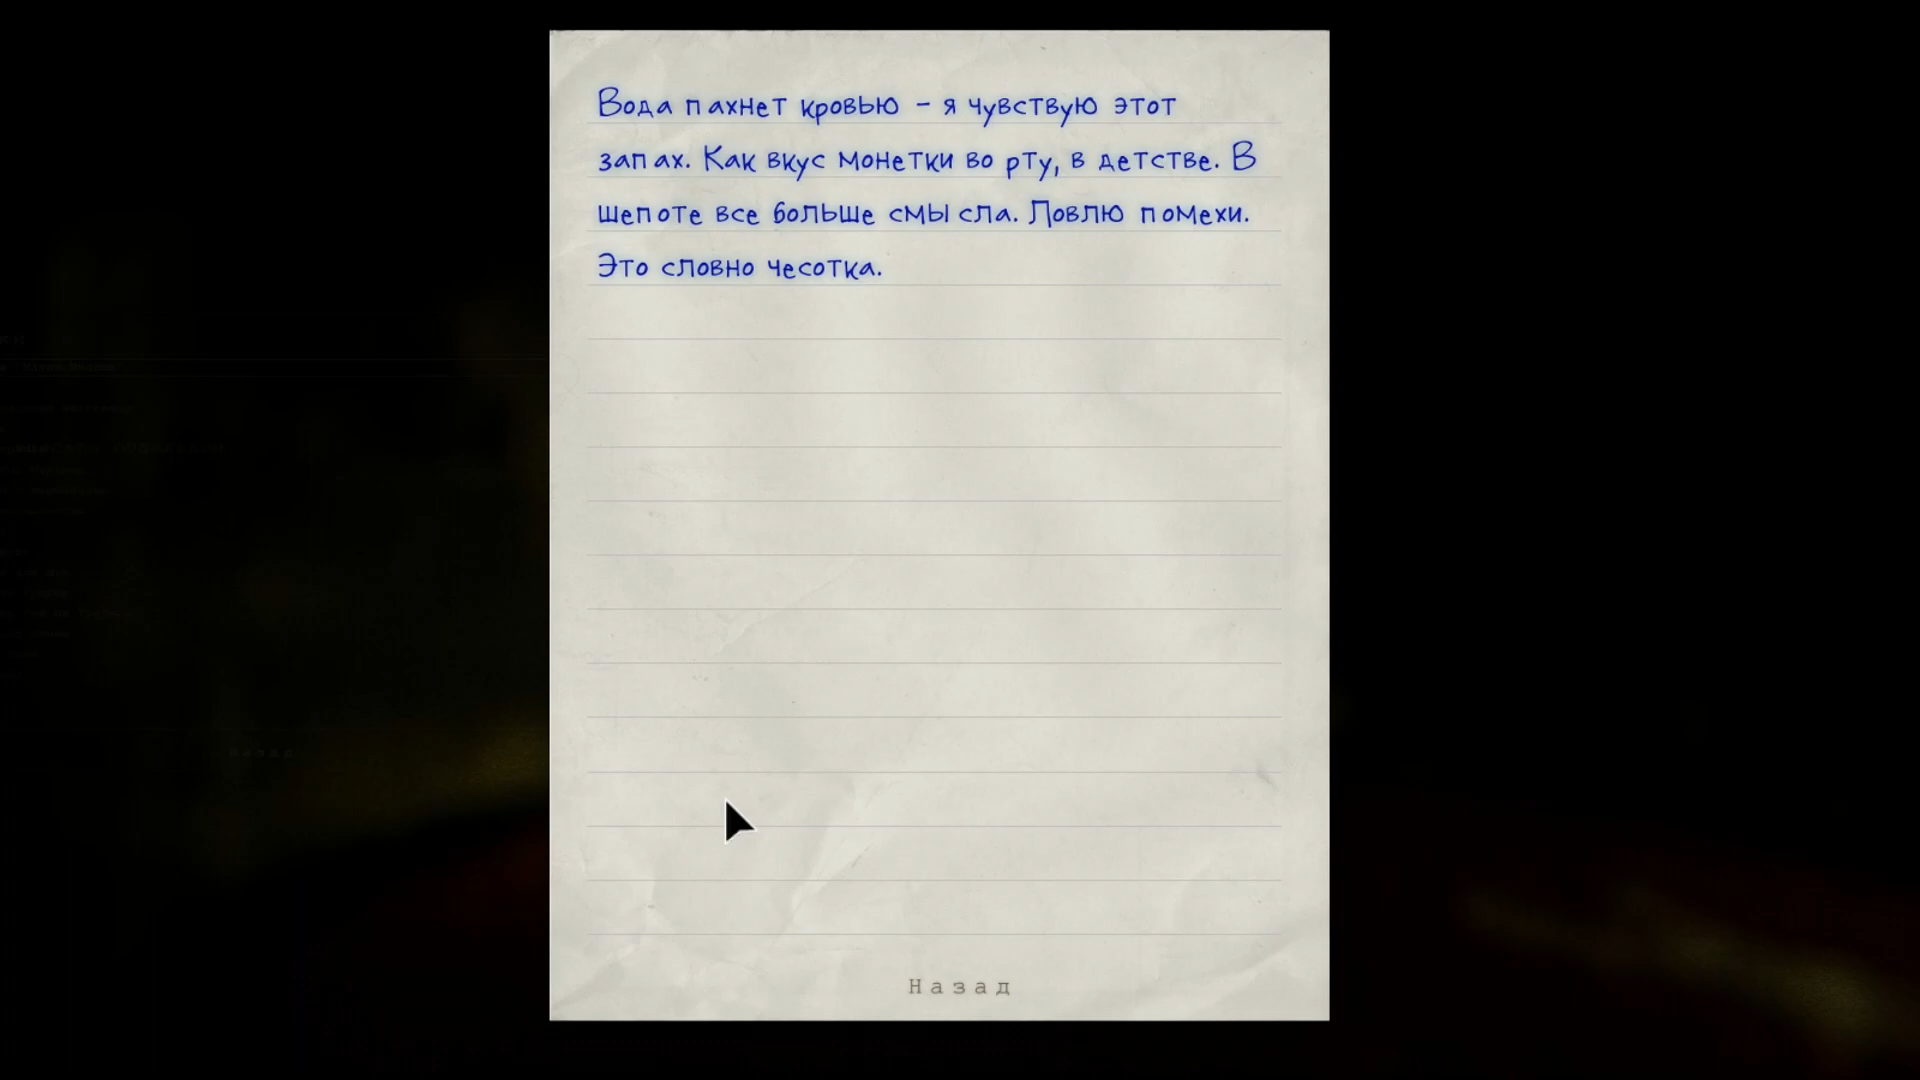 Вода пахнет кровью - я чувствую этот
запах. Как вкус монетки во рту, в детстве. В
шепоте все больше смысла. Ловлю помехи.
Это словно чесотка.
Назад
Назад